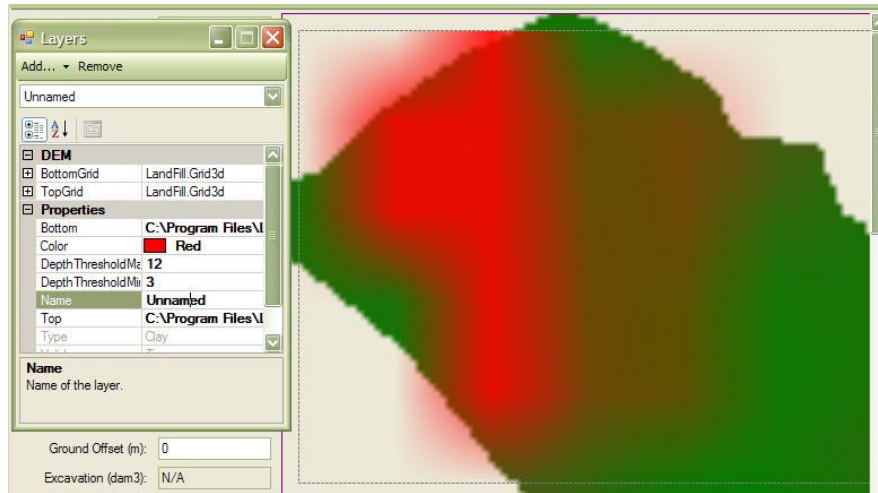 Layers
Add... Remove
Unnamed
DEM
BottomGrid LandFill.Grid3d
TopGrid LandFill.Grid3d
Properties
Bottom C:\Program Files\L
Color Red
DepthThresholdMa 12
DepthThresholdMi 3
Name Unnamed
Top C:\Program Files\L
Type Clay
Name
Name of the layer.
Ground Offset (m): 0
Excavation (dam3): N/A